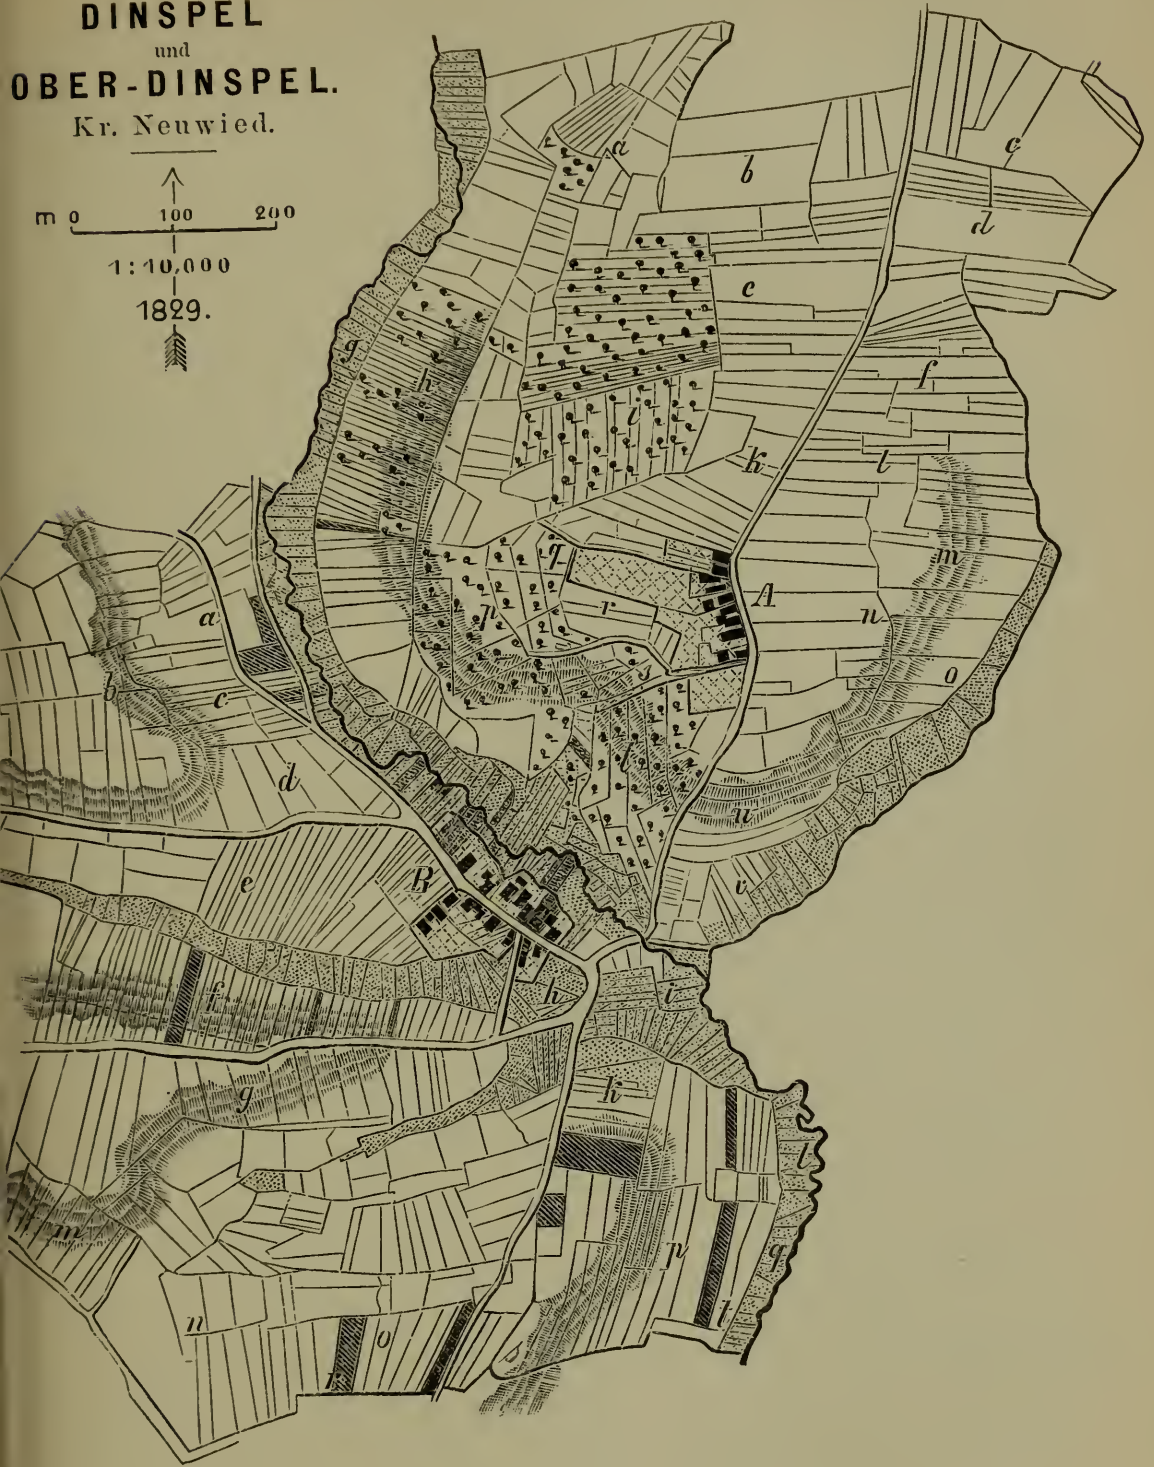 DINSPEL
und
OBER-DINSPEL.
Kr. Neuwied.
m 0 100 200
1:10,000
1829.
a
b
c
d
c
g
h
f
i
k
l
m
q
A
a
p
r
n
b
c
s
o
d
t
u
e
B
v
f
h
i
g
k
l
m
p
q
n
o
l
s